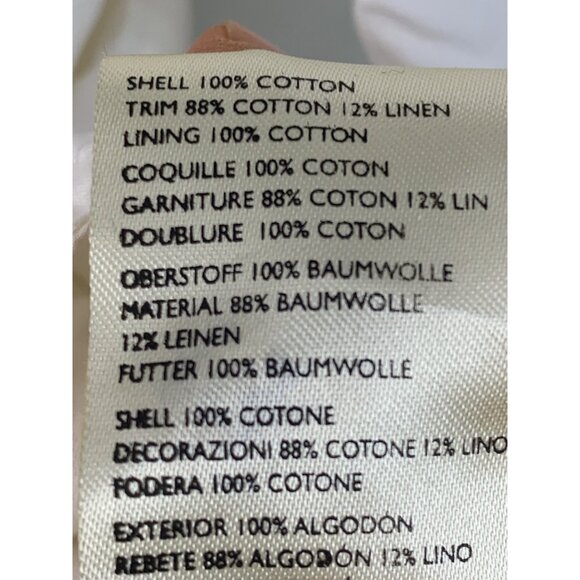 SHELL 100% COTTON
TRIM 88% COTTON 12% LINEN
LINING 100% COTTON
COQUILLE 100% COTON
GARNITURE 88% COTON 12% LIN
DOUBLURE 100% COTON
OBERSTOFF 100% BAUMWOLLE
MATERIAL 88% BAUMWOLLE
12% LEINEN
FUTTER 100% BAUMWOLLE
SHELL 100% COTONE
DECORAZIONI 88% COTONE 12% LINO
FODERA 100% COTONE
EXTERIOR 100% ALGODÓN
REBETE 88% ALGODÓN 12% LINO